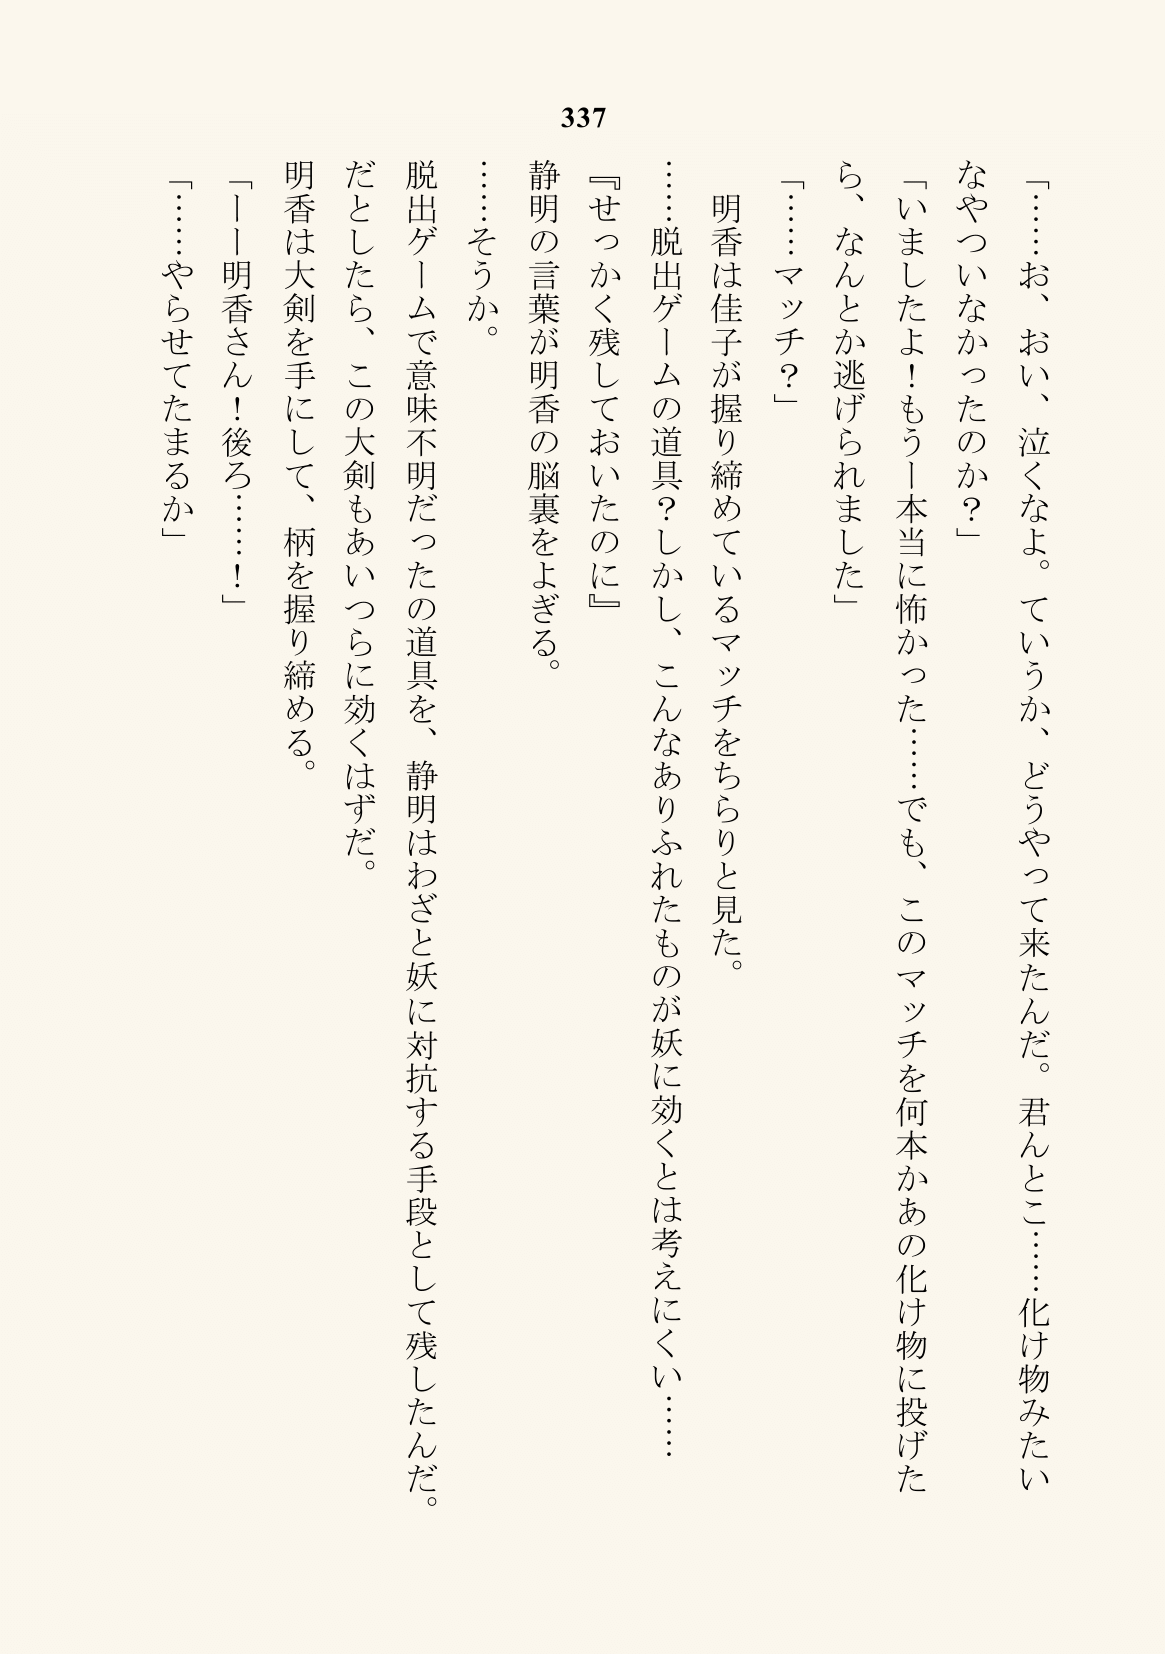 337
「……お、おい、泣くなよ。ていうか、どうやって来たんだ。君んとこ……化け物みたい
なやついなかったのか？」
「いましたよ！もうー本当に怖かった……でも、このマッチを何本かあの化け物に投げた
ら、なんとか逃げられました」
「……マッチ？」
　明香は佳子が握り締めているマッチをちらりと見た。
……脱出ゲームの道具？しかし、こんなありふれたものが妖に効くとは考えにくい……
『せっかく残しておいたのに』
静明の言葉が明香の脳裏をよぎる。
……そうか。
脱出ゲームで意味不明だったの道具を、静明はわざと妖に対抗する手段として残したんだ。
だとしたら、この大剣もあいつらに効くはずだ。
明香は大剣を手にして、柄を握り締める。
「ーー明香さん！後ろ……！」
「……やらせてたまるか」